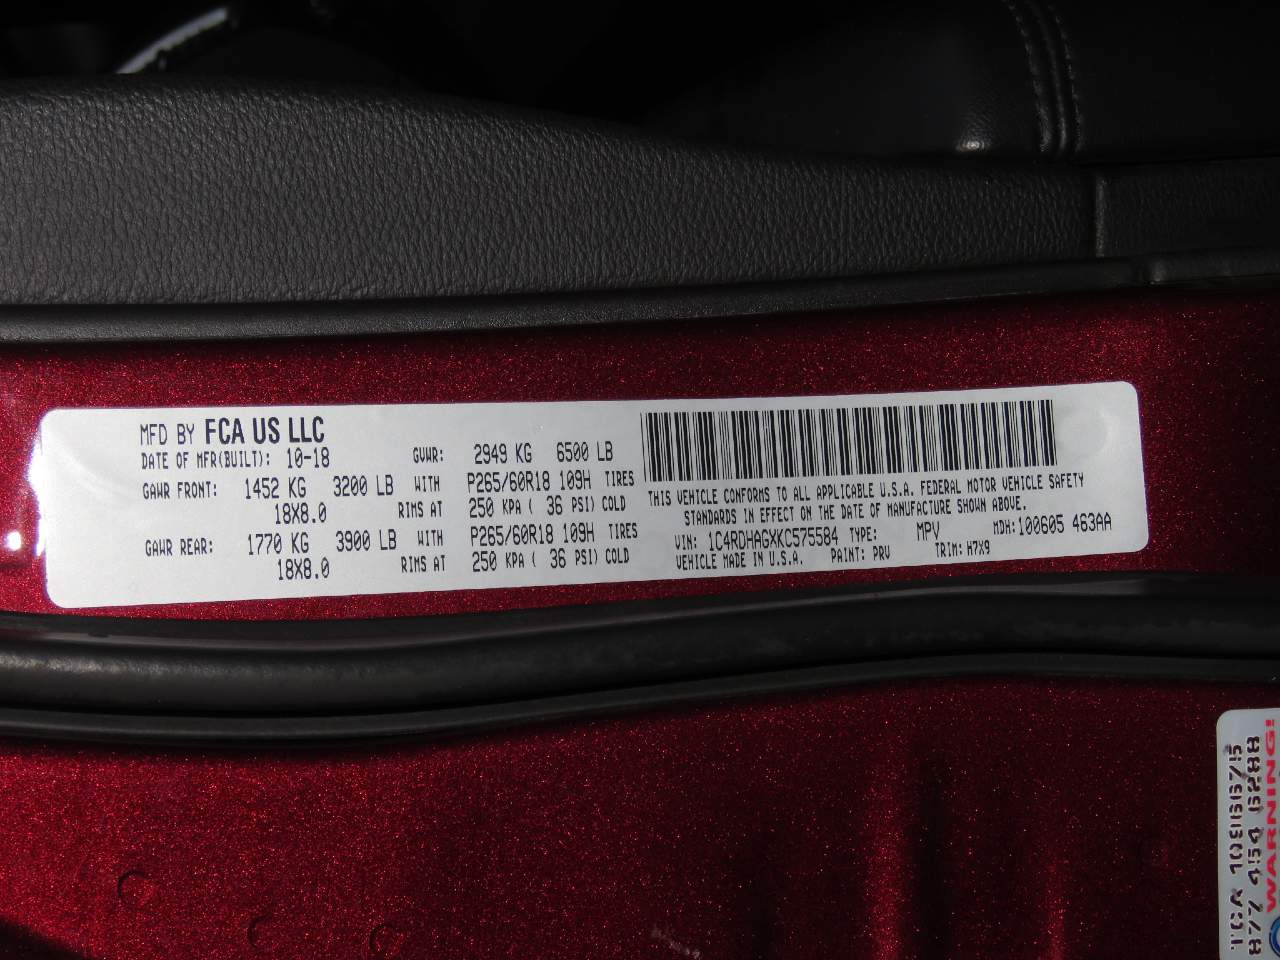 MFD BY FCA US LLC
DATE OF MFR(BUILT): 10-18 GVWR: 2949 KG 6500 LB
GAWR FRONT: 1452 KG 3200 LB WITH P265/60R18 109H TIRES
18X8.0 RIMS AT 250 KPA ( 36 PSI) COLD
GAWR REAR: 1770 KG 3900 LB WITH P265/60R18 109H TIRES
18X8.0 RIMS AT 250 KPA ( 36 PSI) COLD
THIS VEHICLE CONFORMS TO ALL APPLICABLE U.S.A. FEDERAL MOTOR VEHICLE SAFETY
STANDARDS IN EFFECT ON THE DATE OF MANUFACTURE SHOWN ABOVE.
VIN: 1C4RDHAGXKC575584 TYPE: MPV MDH:100605 463AA
VEHICLE MADE IN U.S.A. PAINT: PRV TRIM: H7X9
WARNING!
877 454 6288